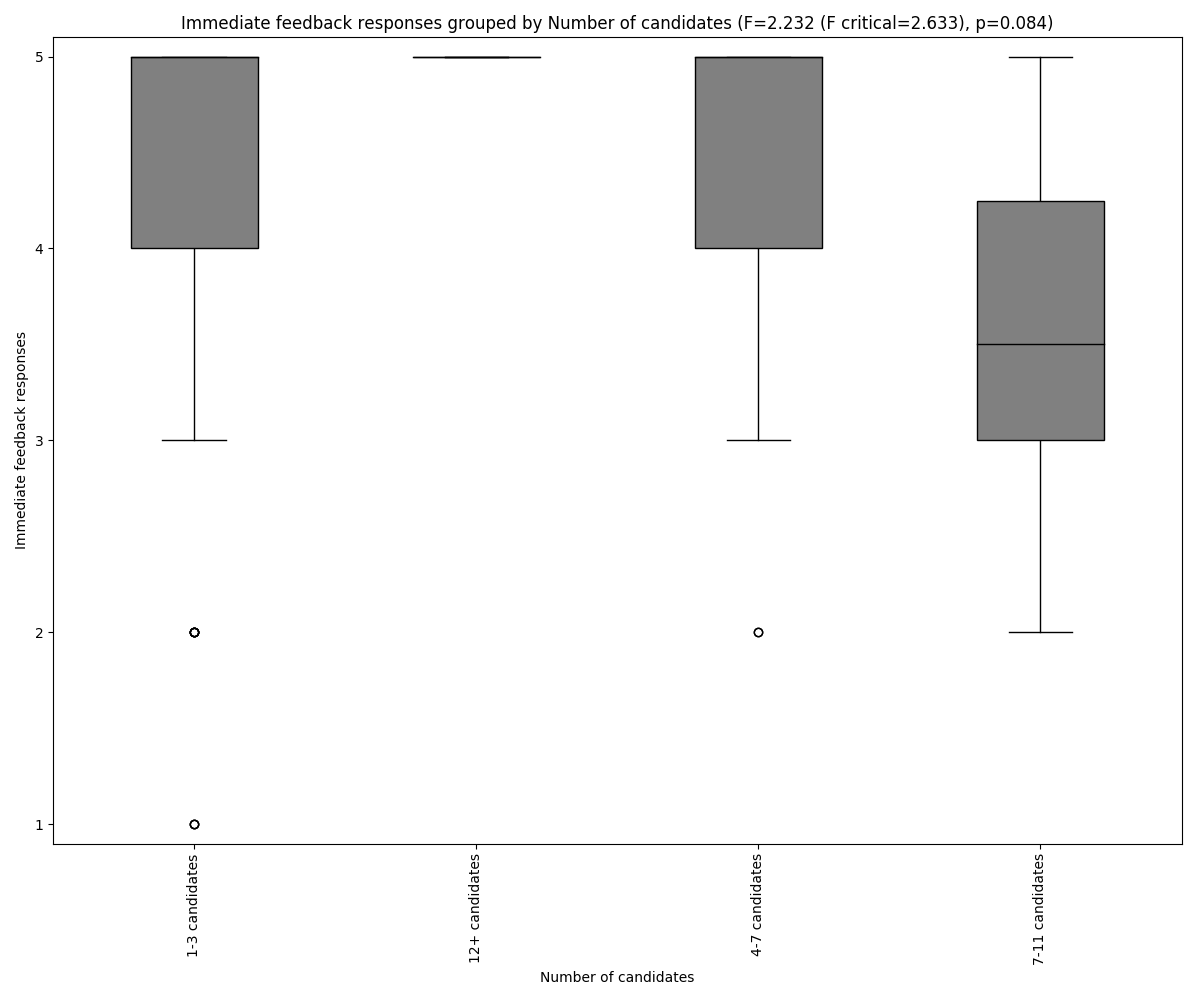 Immediate feedback responses grouped by Number of candidates (F=2.232 (F critical=2.633), p=0.084)
5
4
3
2
1
Immediate feedback responses
1-3 candidates
12+ candidates
4-7 candidates
7-11 candidates
Number of candidates